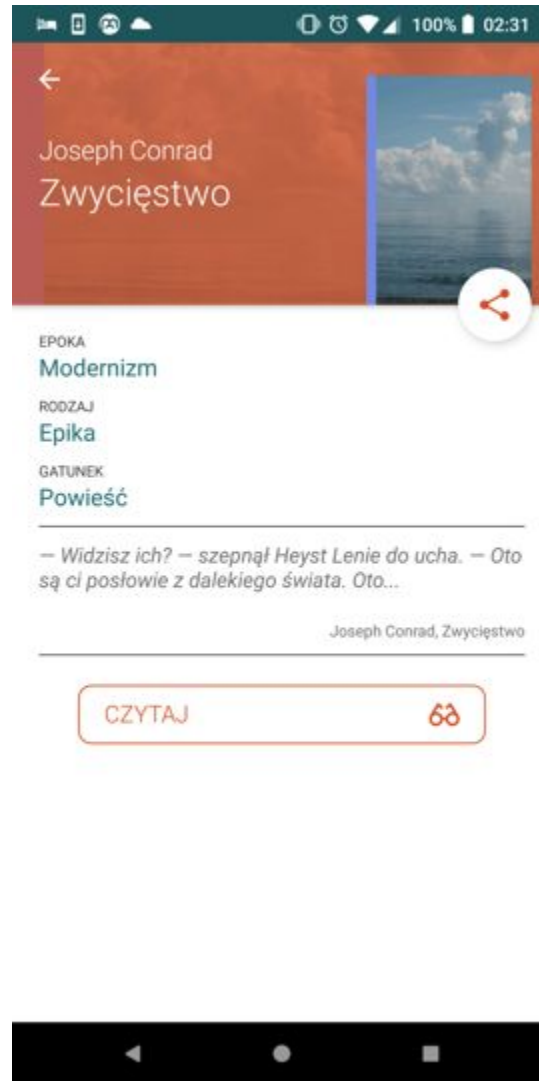 100% 02:31
Joseph Conrad
Zwycięstwo
EPOKA
Modernizm
RODZAJ
Epika
GATUNEK
Powieść
— Widzisz ich? — szepnął Heyst Lenie do ucha. — Oto
są ci posłowie z dalekiego świata. Oto...
Joseph Conrad, Zwycięstwo
CZYTAJ